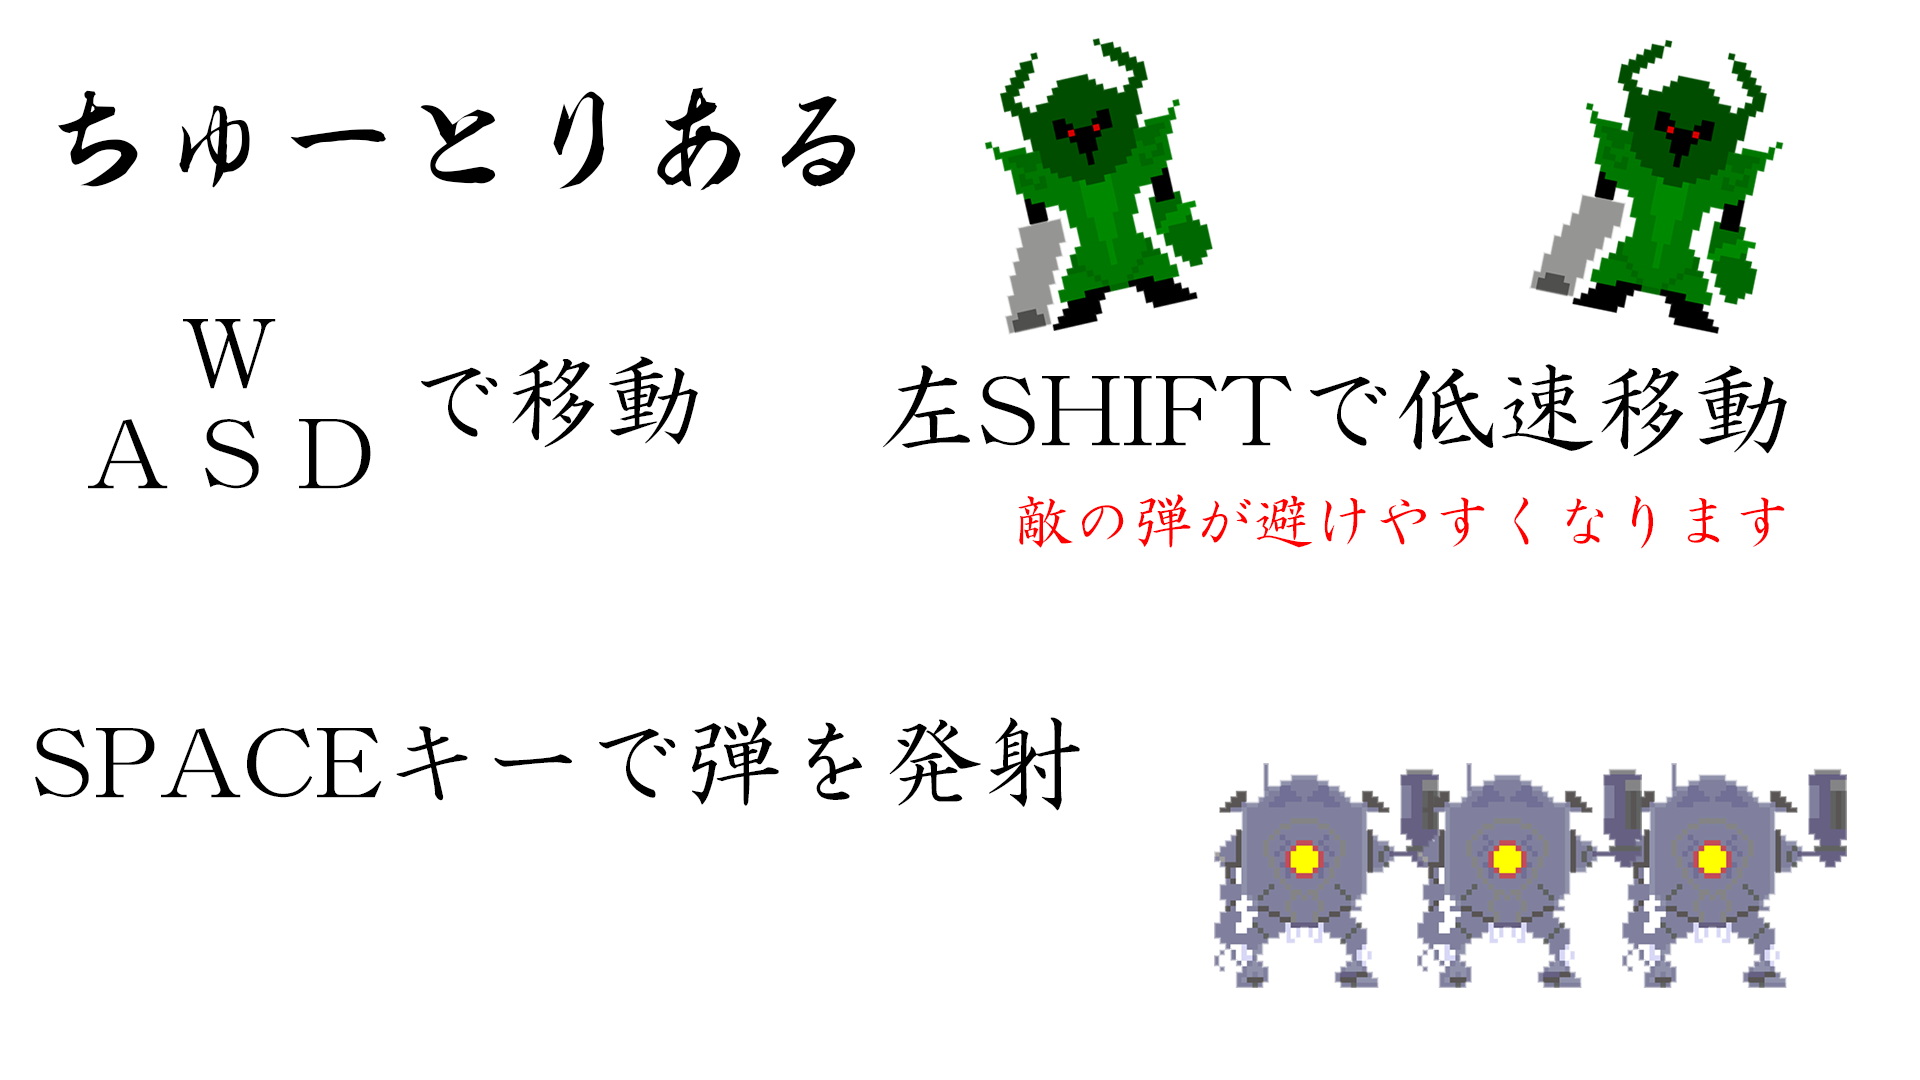 ちゅーとりある
W
A S D
で移動
左SHIFTで低速移動
敵の弾が避けやすくなります
SPACEキーで弾を発射